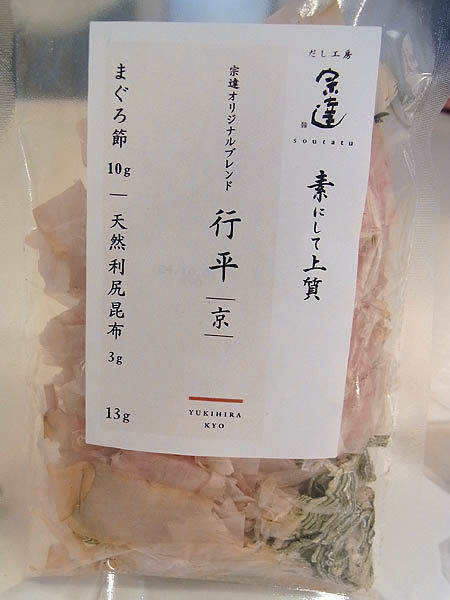 だし工房
宗達
soutatu
素にして上質
宗達オリジナルブレンド
行平
京
YUKIHIRA
KYO
まぐろ節 10g | 天然利尻昆布 3g
13g